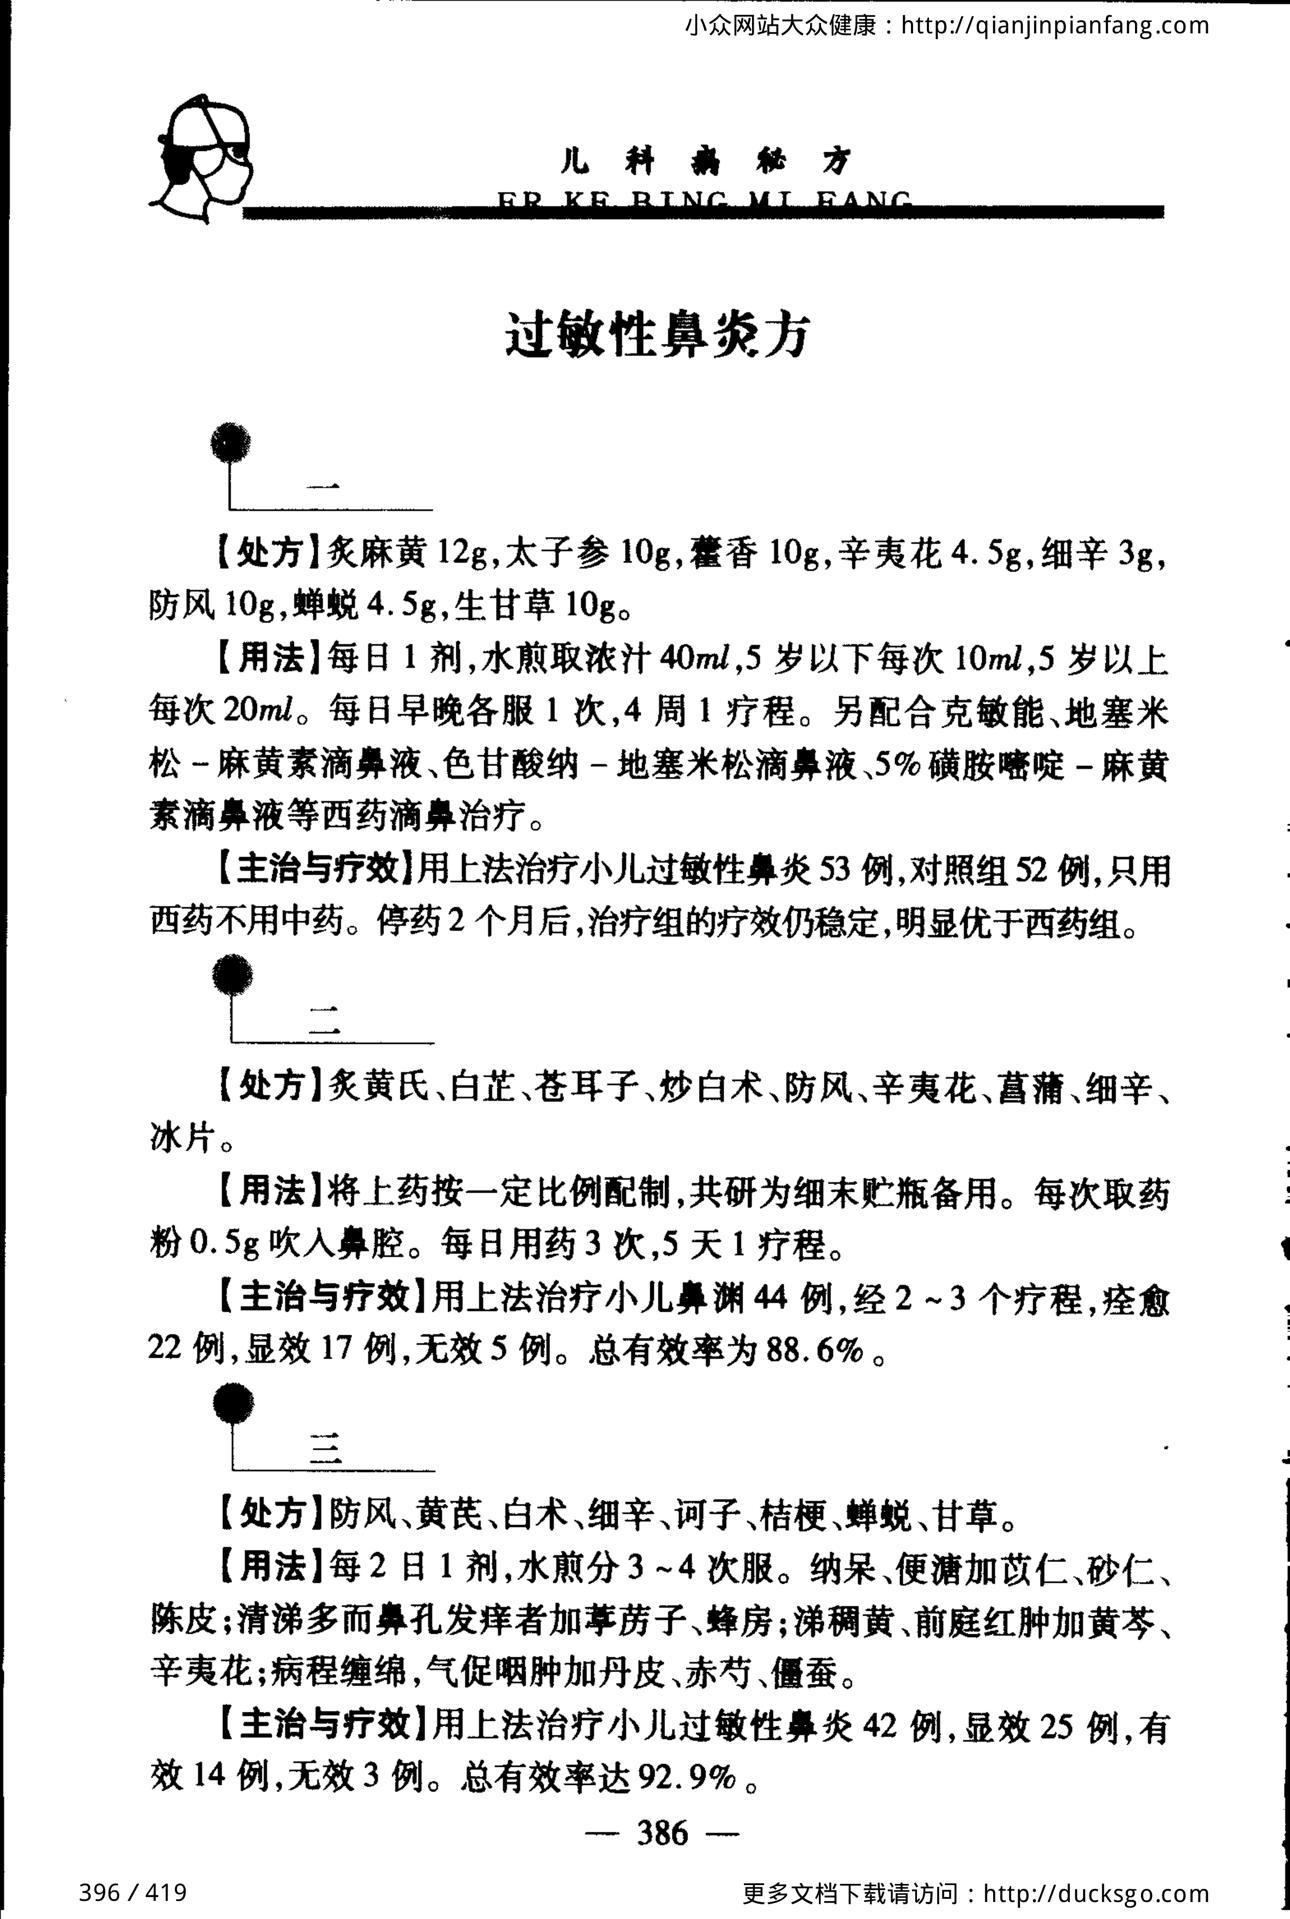 小众网站大众健康：http://qianjinpianfang.com
儿科病秘方
ER KE BING MI FANG
过敏性鼻炎方
一
【处方】炙麻黄 12g,太子参 10g,藿香 10g,辛夷花 4.5g,细辛 3g,
防风 10g,蝉蜕 4.5g,生甘草 10g。
【用法】每日 1 剂,水煎取浓汁 40ml,5 岁以下每次 10ml,5 岁以上
每次 20ml。每日早晚各服 1 次,4 周 1 疗程。另配合克敏能、地塞米
松－麻黄素滴鼻液、色甘酸纳－地塞米松滴鼻液、5%磺胺嘧啶－麻黄
素滴鼻液等西药滴鼻治疗。
【主治与疗效】用上法治疗小儿过敏性鼻炎 53 例,对照组 52 例,只用
西药不用中药。停药 2 个月后,治疗组的疗效仍稳定,明显优于西药组。
二
【处方】炙黄氏、白芷、苍耳子、炒白术、防风、辛夷花、菖蒲、细辛、
冰片。
【用法】将上药按一定比例配制,共研为细末贮瓶备用。每次取药
粉 0.5g 吹入鼻腔。每日用药 3 次,5 天 1 疗程。
【主治与疗效】用上法治疗小儿鼻渊 44 例,经 2～3 个疗程,痊愈
22 例,显效 17 例,无效 5 例。总有效率为 88.6%。
三
【处方】防风、黄芪、白术、细辛、诃子、桔梗、蝉蜕、甘草。
【用法】每 2 日 1 剂,水煎分 3～4 次服。纳呆、便溏加苡仁、砂仁、
陈皮;清涕多而鼻孔发痒者加葶苈子、蜂房;涕稠黄、前庭红肿加黄芩、
辛夷花;病程缠绵,气促咽肿加丹皮、赤芍、僵蚕。
【主治与疗效】用上法治疗小儿过敏性鼻炎 42 例,显效 25 例,有
效 14 例,无效 3 例。总有效率达 92.9%。
— 386 —
396 / 419
更多文档下载请访问：http://ducksgo.com